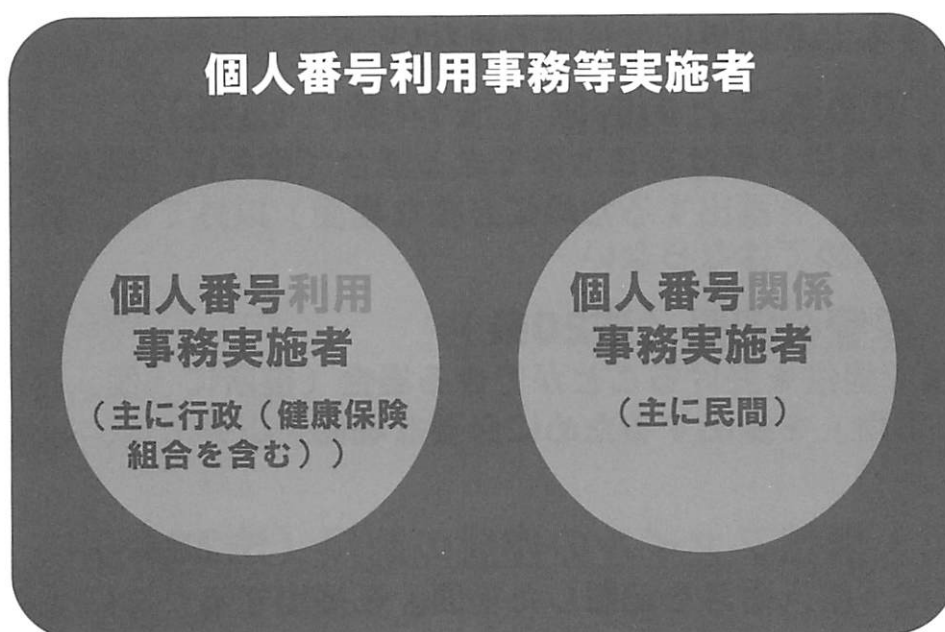 個人番号利用事務等実施者
個人番号利用
事務実施者
（主に行政（健康保険
組合を含む））
個人番号関係
事務実施者
（主に民間）